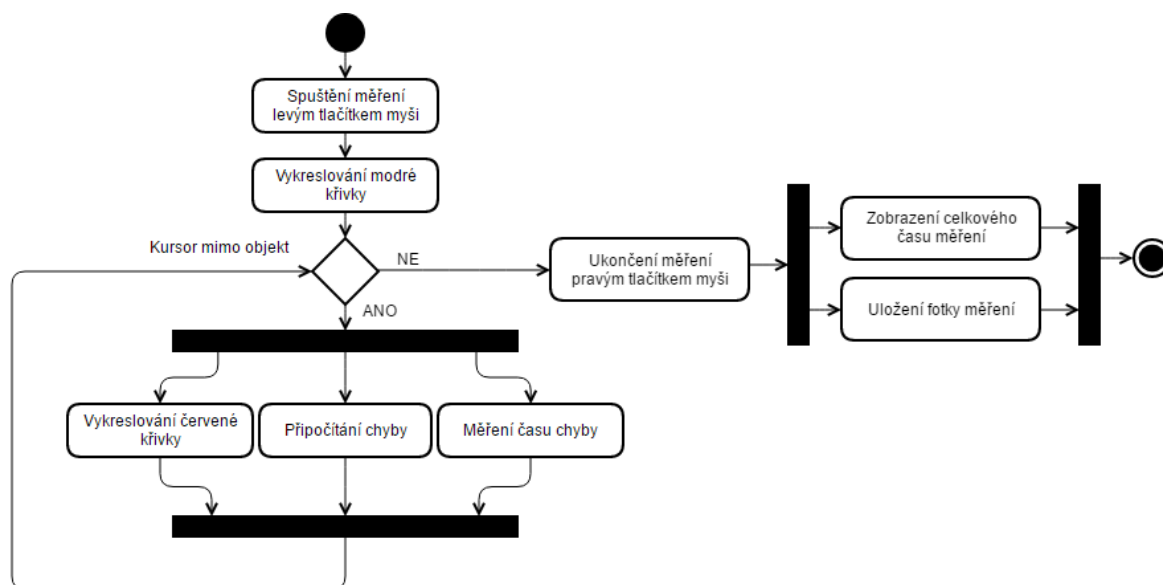 Spuštění měření
levým tlačítkem myši
Vykreslování modré
křivky
Kursor mimo objekt
NE
ANO
Ukončení měření
pravým tlačítkem myši
Zobrazení celkového
času měření
Uložení fotky měření
Vykreslování červené
křivky
Připočítání chyby
Měření času chyby